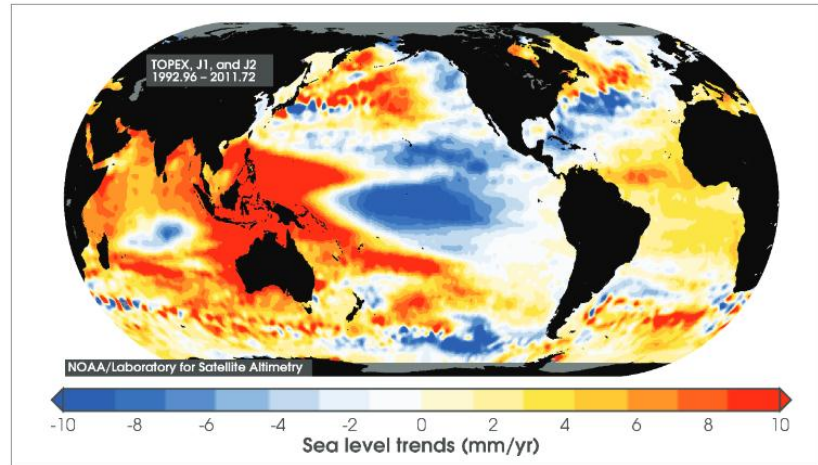 TOPEX, J1, and J2
1992.96 – 2011.72
NOAA/Laboratory for Satellite Altimetry
-10 -8 -6 -4 -2 0 2 4 6 8 10
Sea level trends (mm/yr)